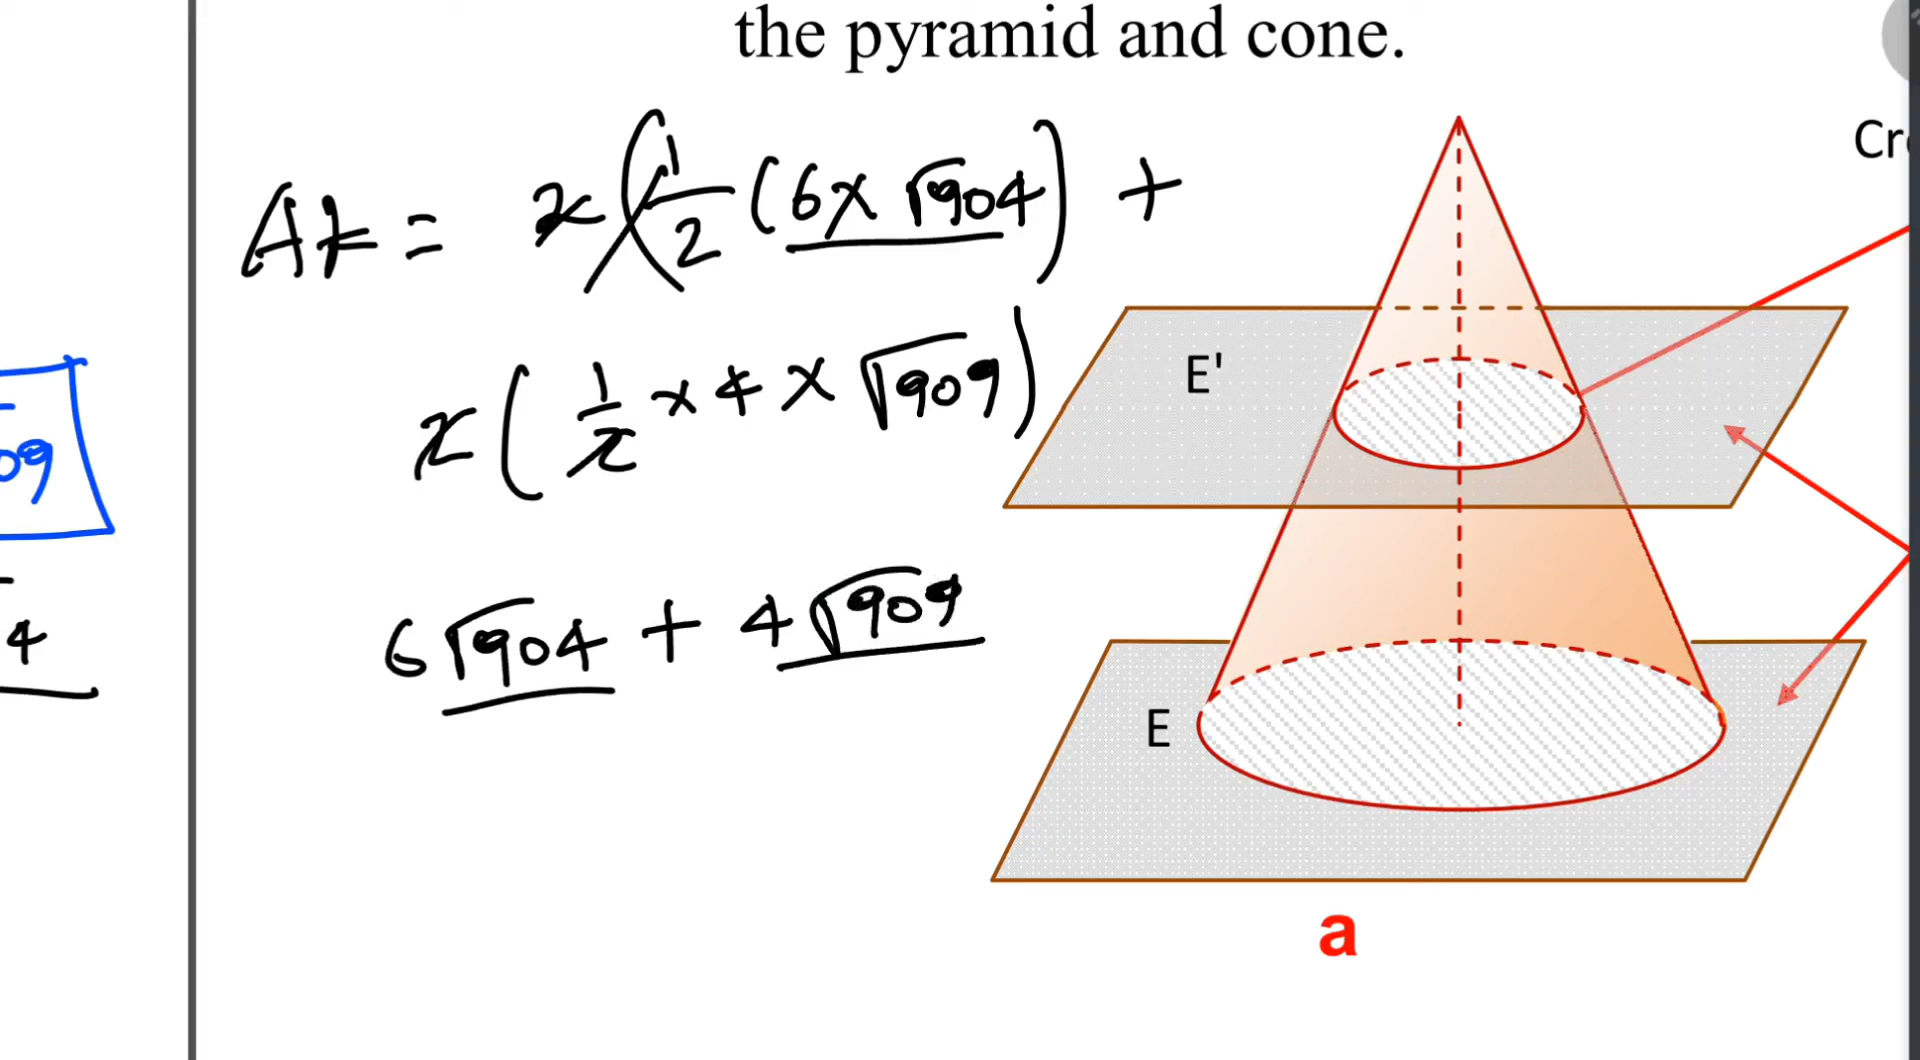 the pyramid and cone.
Cr
At = 2(1/2 (6 x √904) +
2(1/2 x 4 x √909)
E'
09
6√904 + 4√909
4
E
a